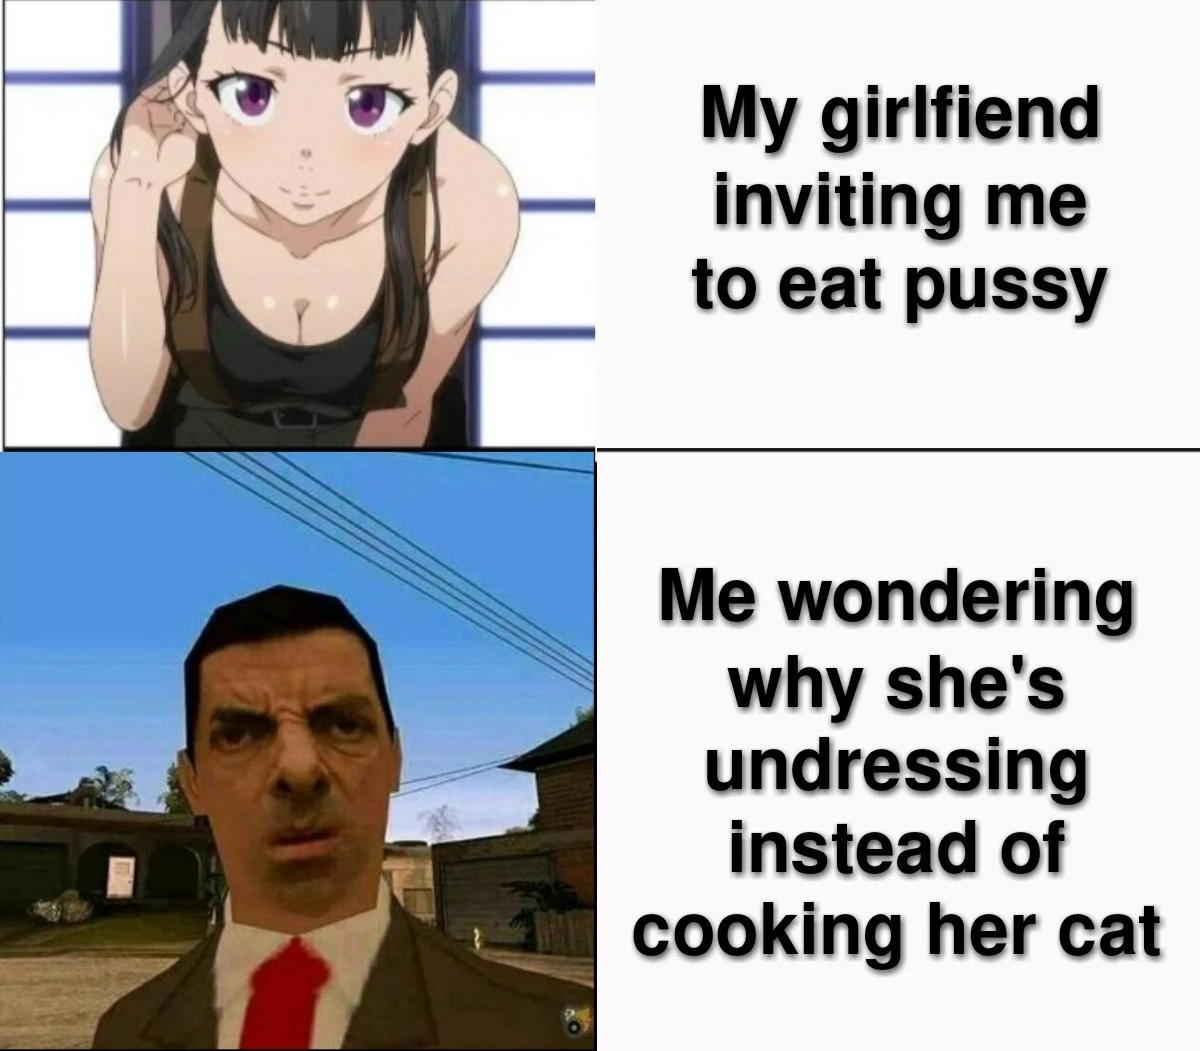 My girlfiend
inviting me
to eat pussy
Me wondering
why she's
undressing
instead of
cooking her cat